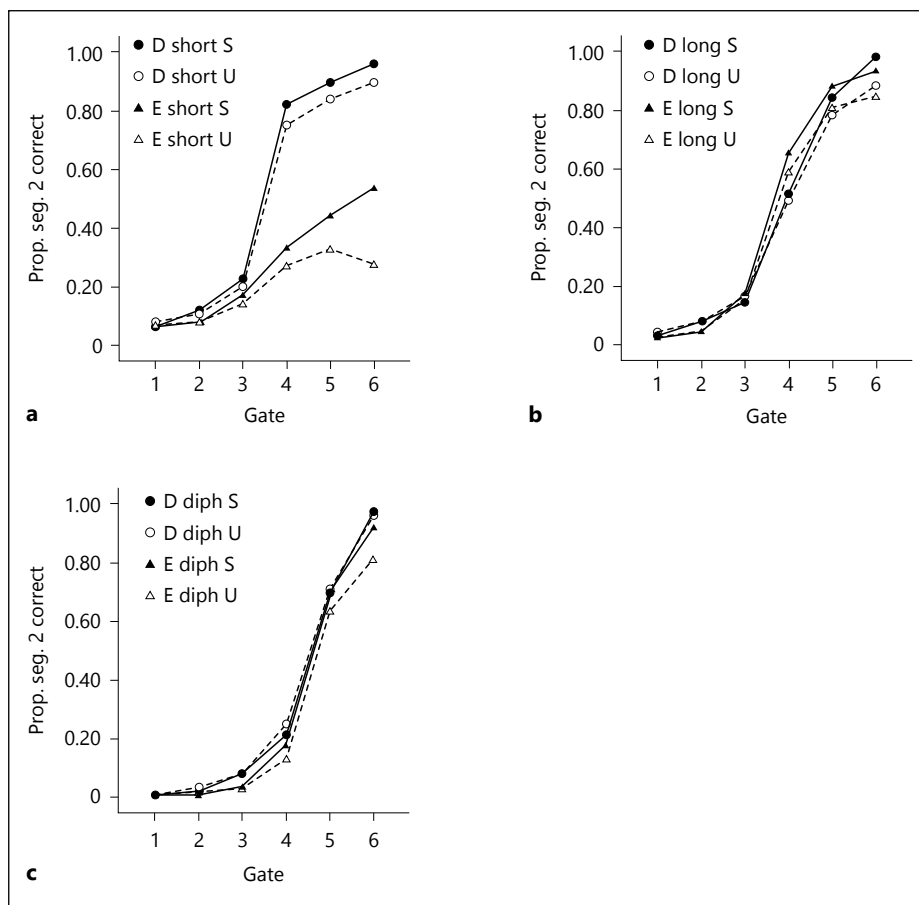 D short S
D short U
E short S
E short U
1.00
0.80
0.60
0.40
0.20
0
Prop. seg. 2 correct
1 2 3 4 5 6
Gate
a
D long S
D long U
E long S
E long U
1.00
0.80
0.60
0.40
0.20
0
Prop. seg. 2 correct
1 2 3 4 5 6
Gate
b
D diph S
D diph U
E diph S
E diph U
1.00
0.80
0.60
0.40
0.20
0
Prop. seg. 2 correct
1 2 3 4 5 6
Gate
c